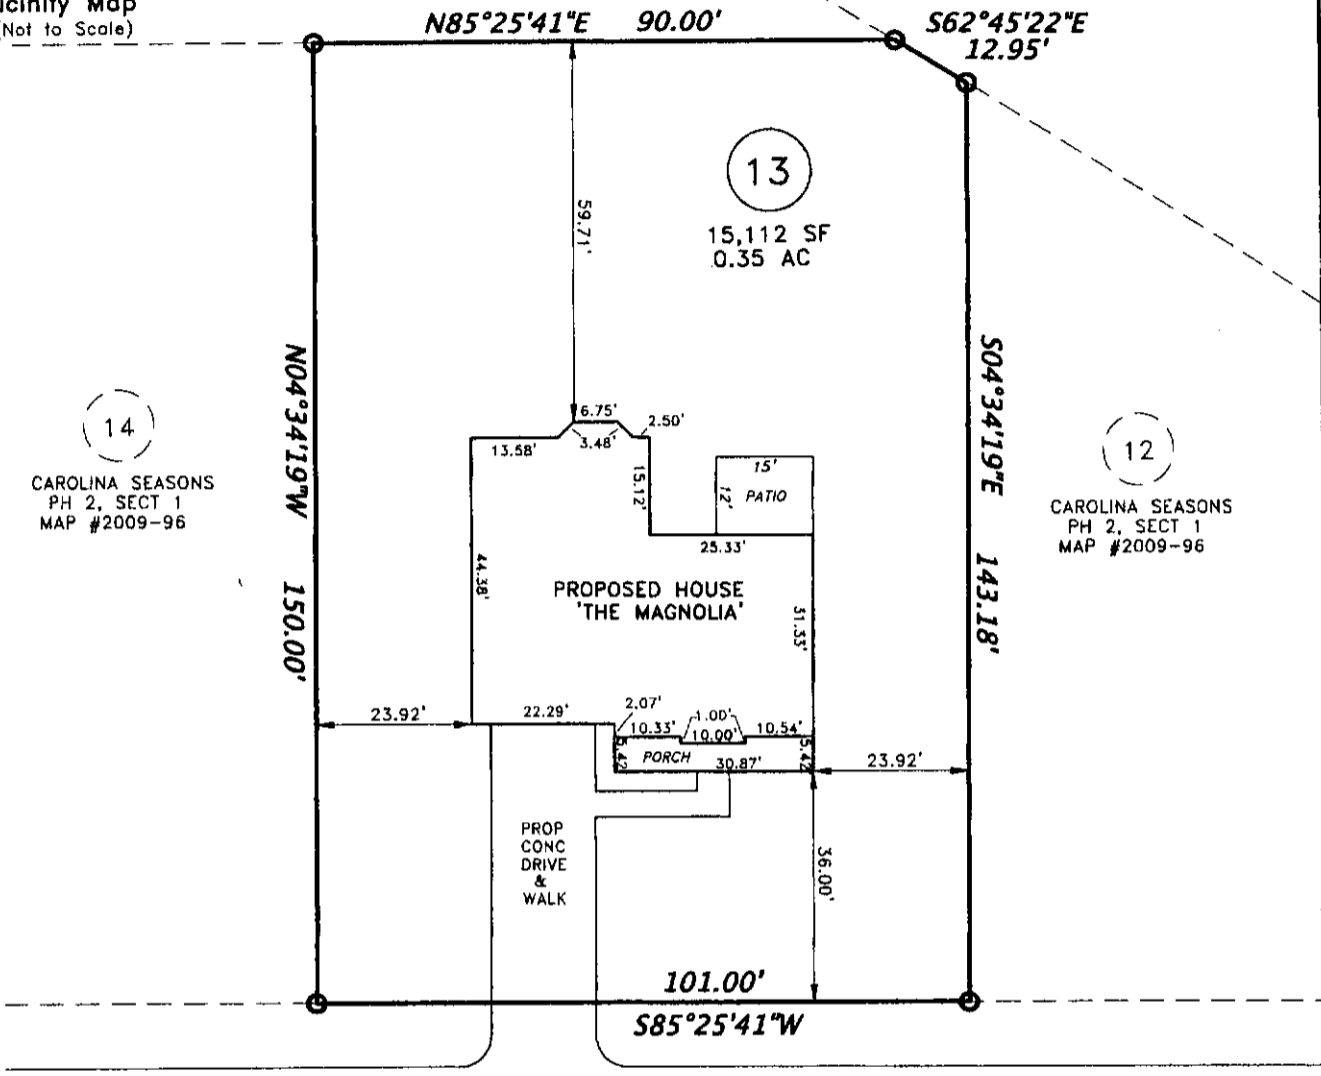 Vicinity Map
(Not to Scale)
N85°25'41"E 90.00'
S62°45'22"E
12.95'
13
15,112 SF
0.35 AC
59.71'
N04°34'19"W 150.00'
S04°34'19"E 143.18'
14
CAROLINA SEASONS
PH 2, SECT 1
MAP #2009-96
12
CAROLINA SEASONS
PH 2, SECT 1
MAP #2009-96
6.75'
2.50'
13.58'
3.48'
15.12'
15'
12'
PATIO
25.33'
44.38'
PROPOSED HOUSE
'THE MAGNOLIA'
31.33'
23.92'
22.29'
2.07'
10.33'
1.00'
10.00'
10.54'
5.42
PORCH
30.87'
5.42
23.92'
PROP
CONC
DRIVE
&
WALK
36.00'
101.00'
S85°25'41"W